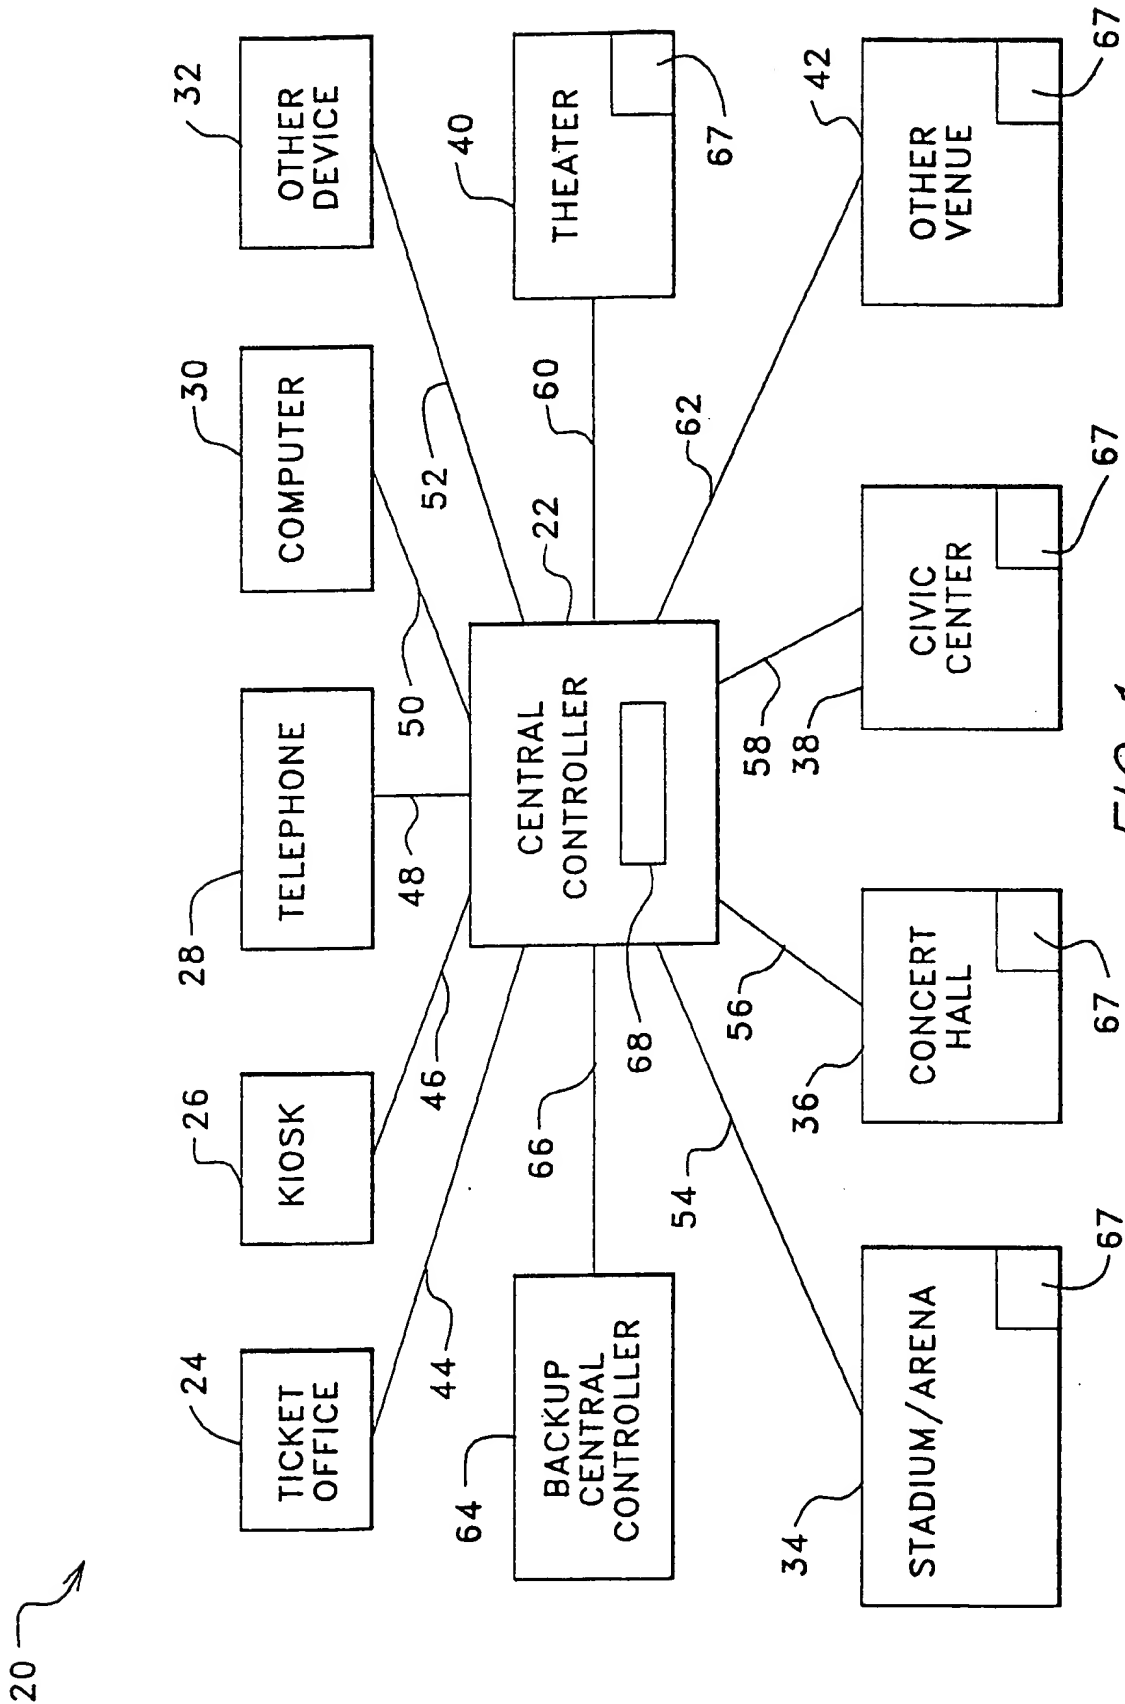 20
24
26
28
30
32
TICKET
OFFICE
KIOSK
TELEPHONE
COMPUTER
OTHER
DEVICE
44
46
48
50
52
64
BACKUP
CENTRAL
CONTROLLER
66
CENTRAL
CONTROLLER
22
68
60
40
THEATER
67
54
56
58
62
34
36
38
42
STADIUM/ARENA
CONCERT
HALL
CIVIC
CENTER
OTHER
VENUE
67
67
67
67
FIG. 1